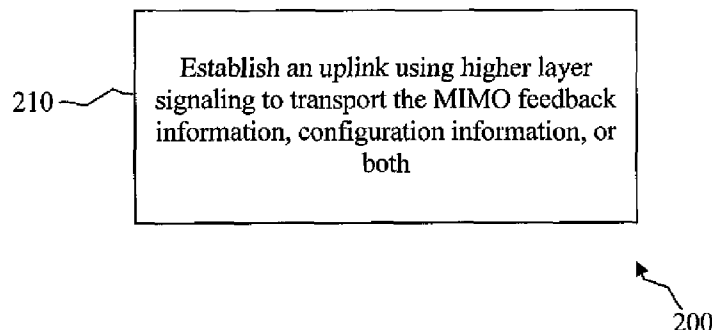 Establish an uplink using higher layer
signaling to transport the MIMO feedback
information, configuration information, or
both
210
200